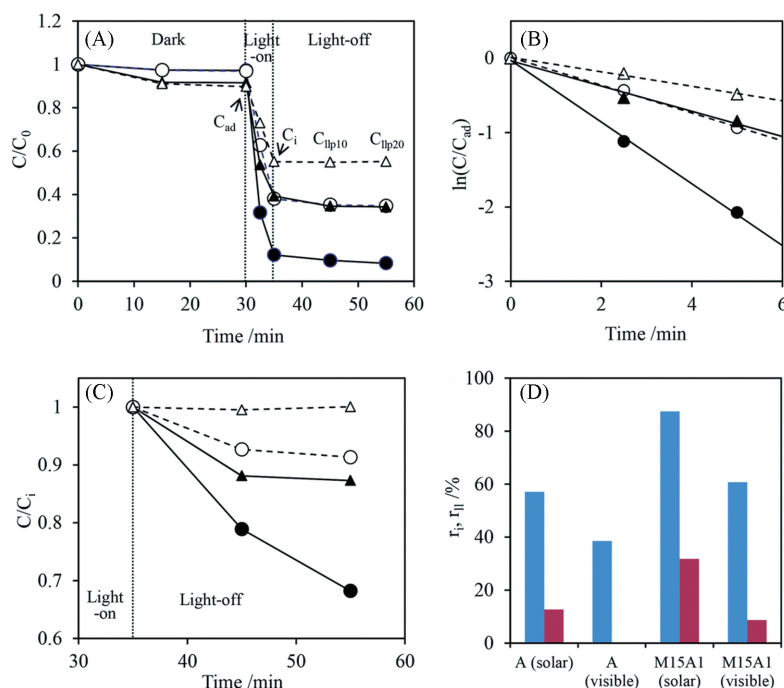 (A)
1.2
1
0.8
0.6
0.4
0.2
0
C/C0
Dark
Light
-on
Light-off
Cad
Ci
Cllp10
Cllp20
0 10 20 30 40 50 60
Time /min
(B)
0
-1
-2
-3
ln(C/Cad)
0 2 4 6
Time /min
(C)
1
0.9
0.8
0.7
0.6
C/Ci
Light
-on
Light-off
30 40 50 60
Time /min
(D)
100
80
60
40
20
0
ri, rll /%
A (solar)
A
(visible)
M15A1
(solar)
M15A1
(visible)